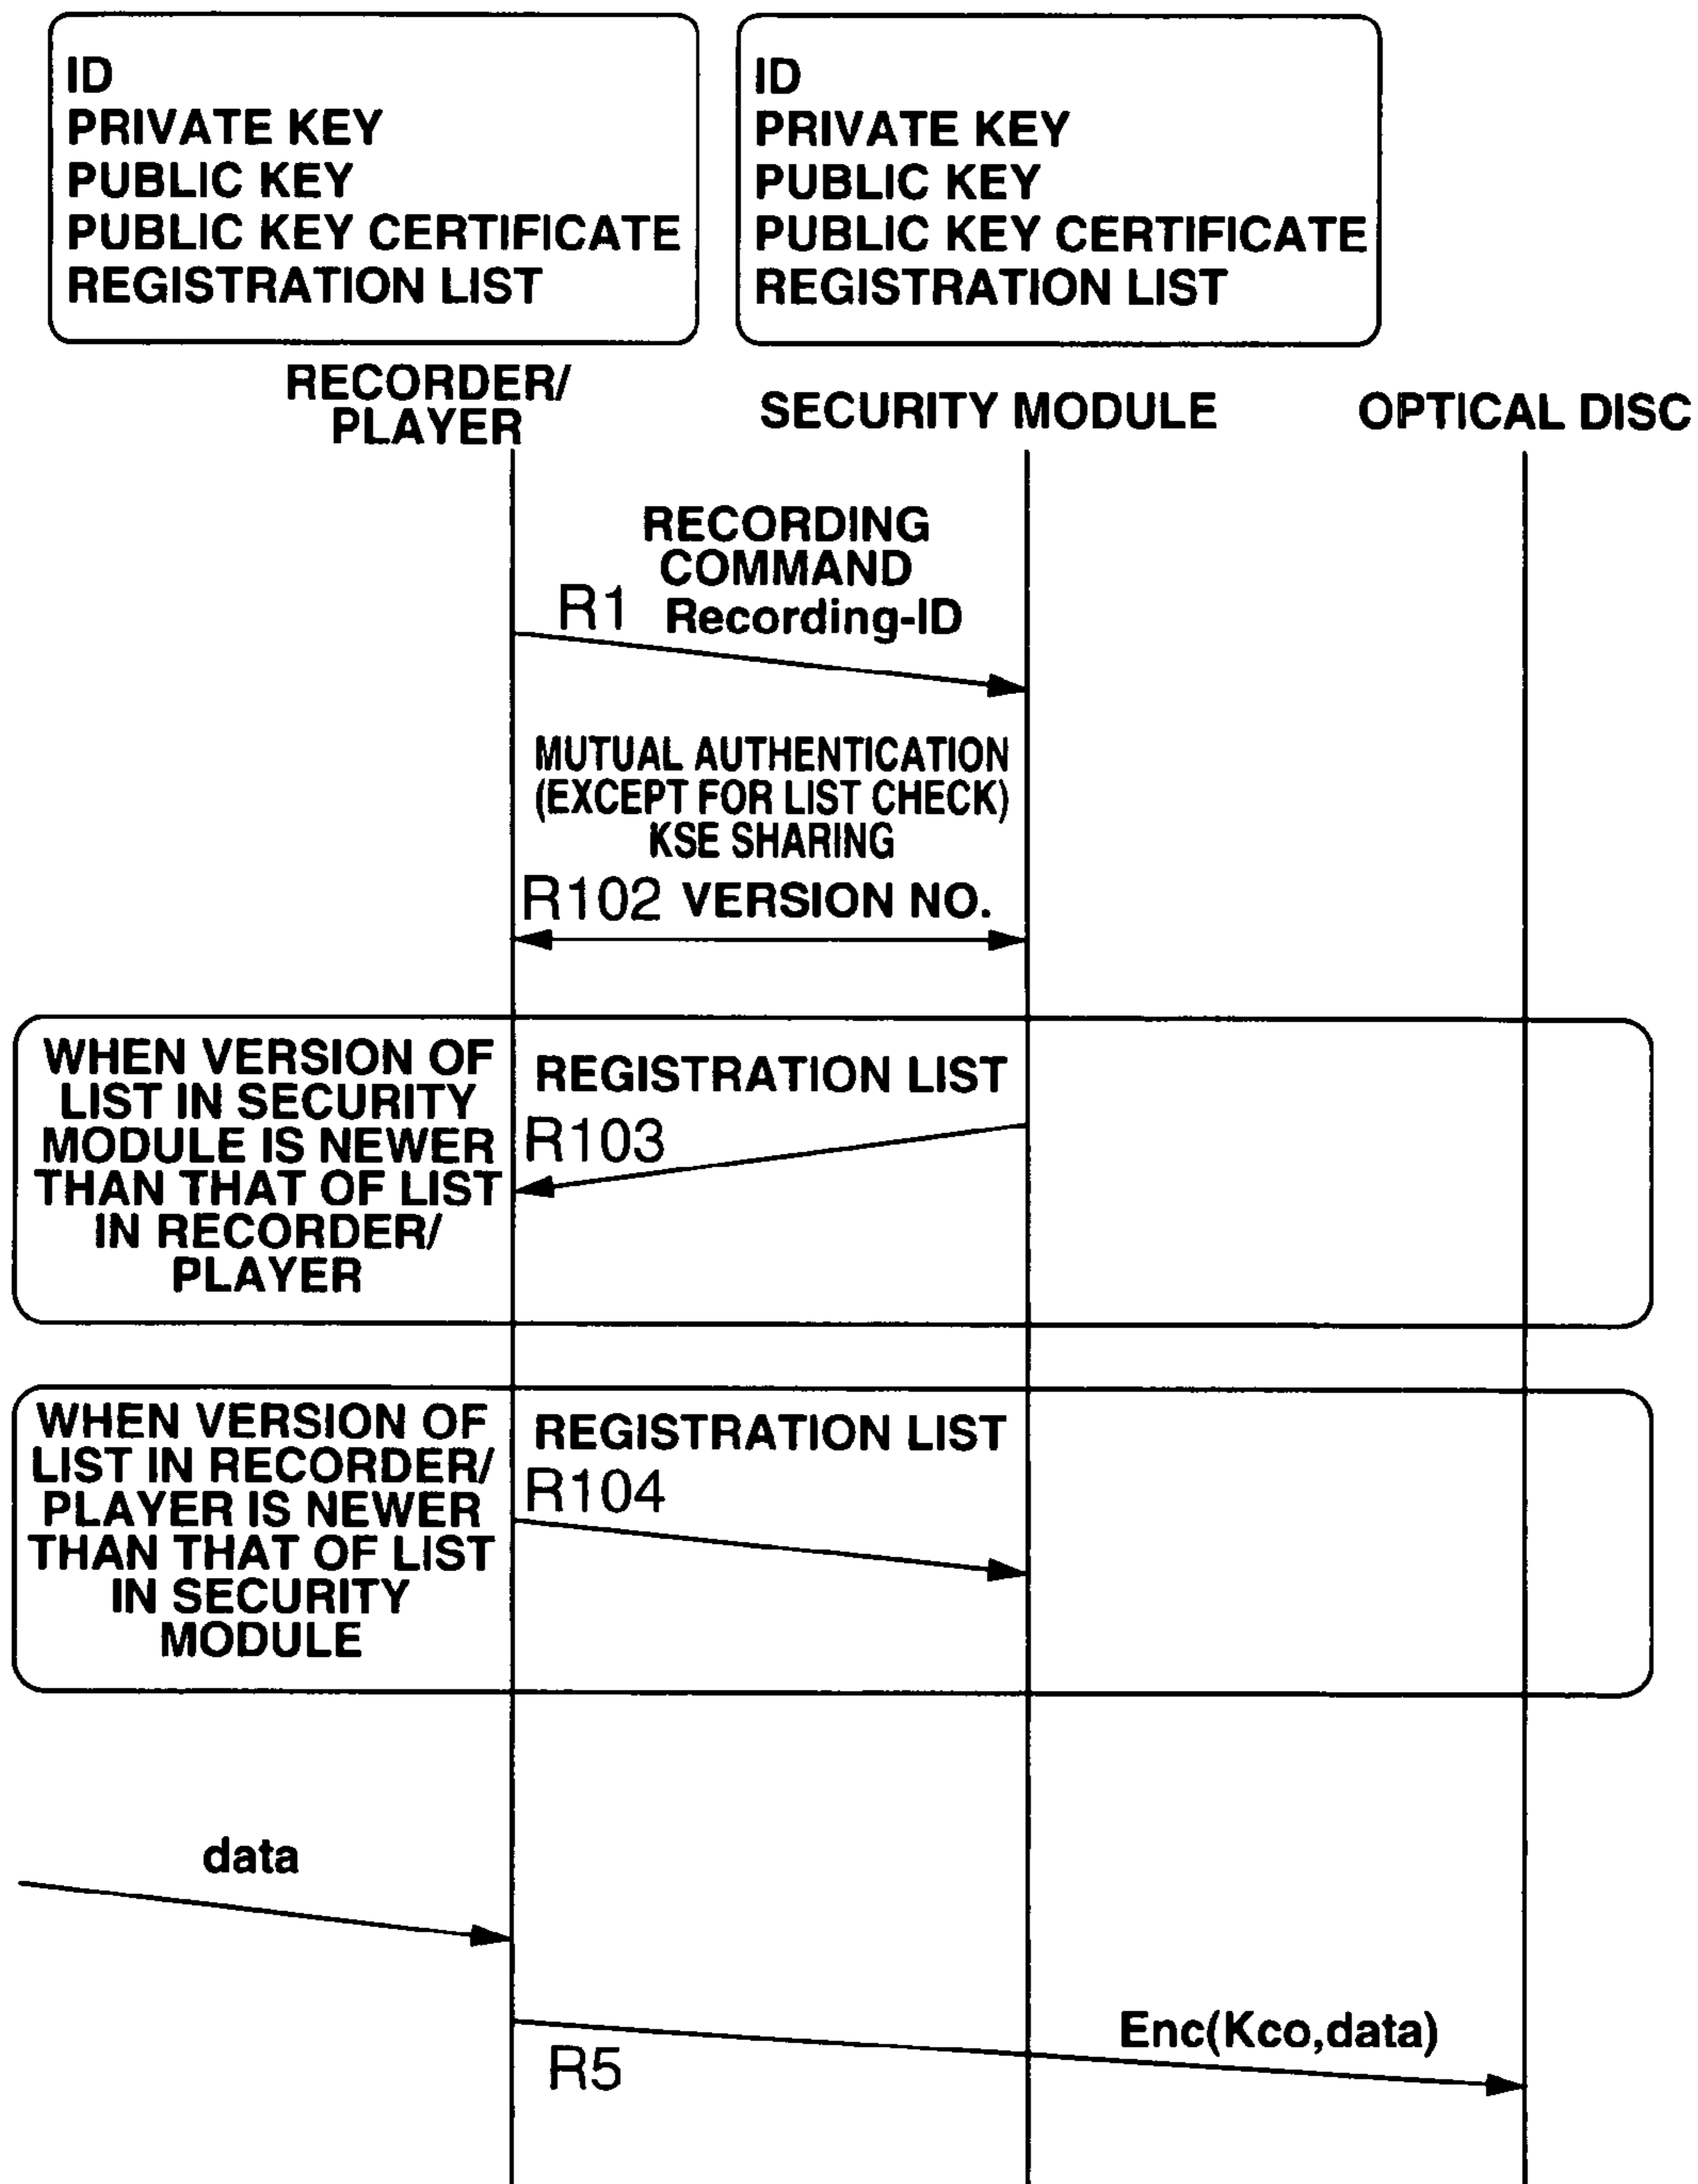 ID
PRIVATE KEY
PUBLIC KEY
PUBLIC KEY CERTIFICATE
REGISTRATION LIST
ID
PRIVATE KEY
PUBLIC KEY
PUBLIC KEY CERTIFICATE
REGISTRATION LIST
RECORDER/
PLAYER
SECURITY MODULE
OPTICAL DISC
RECORDING
COMMAND
R1 Recording-ID
MUTUAL AUTHENTICATION
(EXCEPT FOR LIST CHECK)
KSE SHARING
R102 VERSION NO.
WHEN VERSION OF
LIST IN SECURITY
MODULE IS NEWER
THAN THAT OF LIST
IN RECORDER/
PLAYER
REGISTRATION LIST
R103
WHEN VERSION OF
LIST IN RECORDER/
PLAYER IS NEWER
THAN THAT OF LIST
IN SECURITY
MODULE
REGISTRATION LIST
R104
data
Enc(Kco,data)
R5